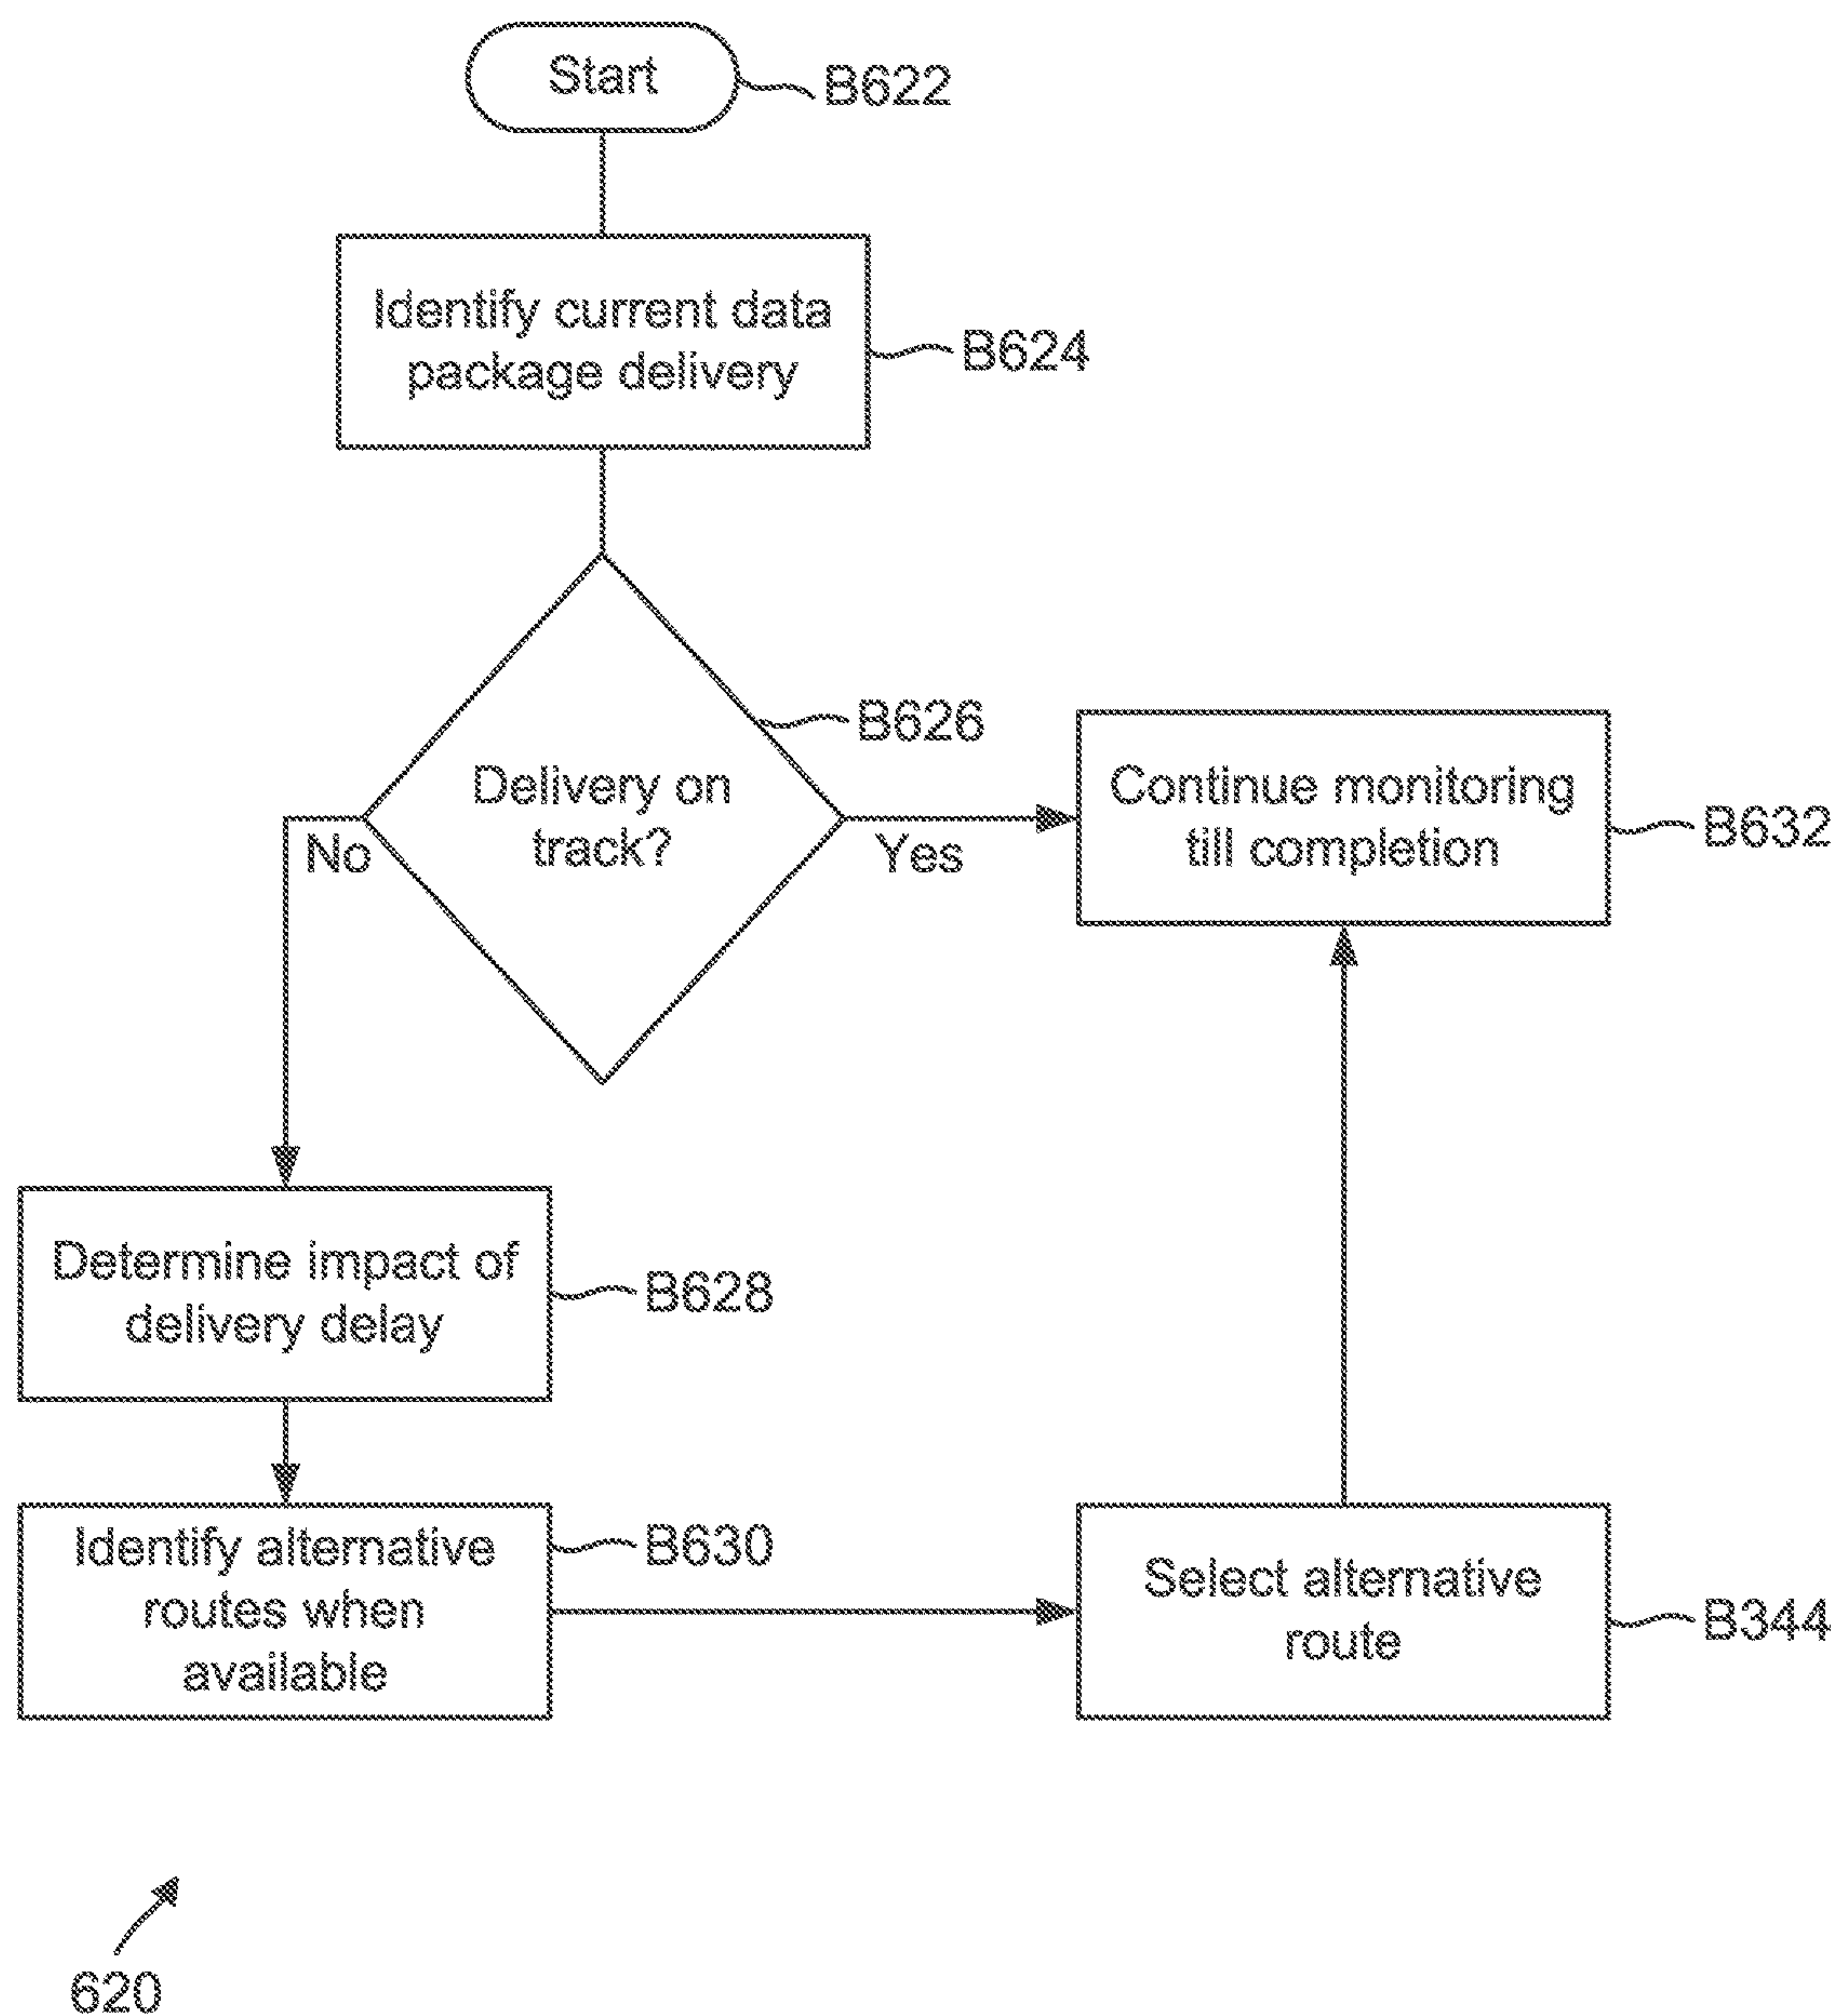 Start
B622
Identify current data
package delivery
B624
B626
Delivery on
track?
No
Yes
Continue monitoring
till completion
B632
Determine impact of
delivery delay
B628
Identify alternative
routes when
available
B630
Select alternative
route
B344
620